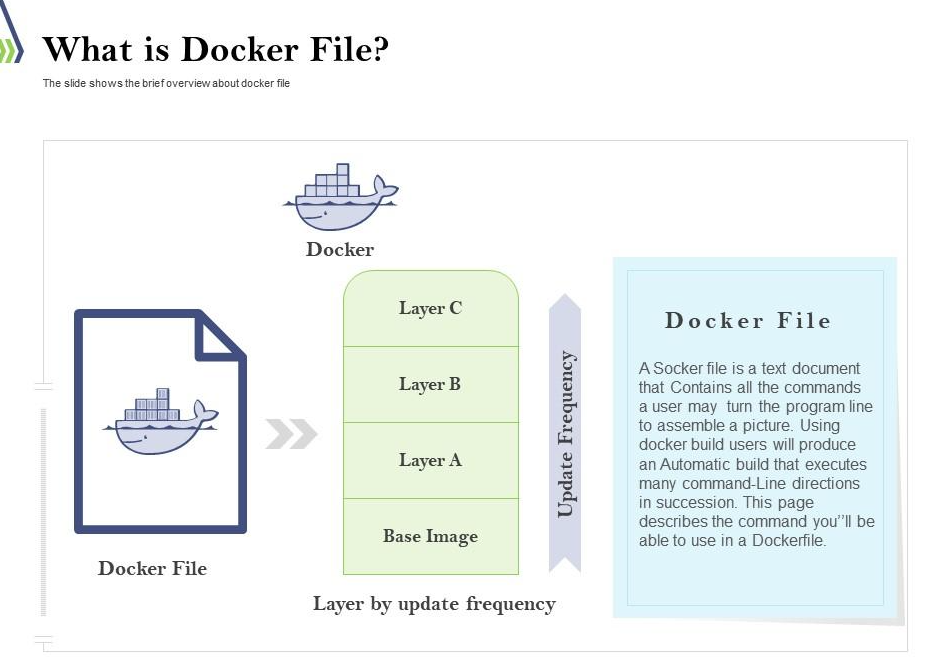 What is Docker File?
The slide shows the brief overview about docker file
Docker
Layer C
Layer B
Layer A
Base Image
Update Frequency
Docker File
Layer by update frequency
Docker File
A Socker file is a text document
that Contains all the commands
a user may turn the program line
to assemble a picture. Using
docker build users will produce
an Automatic build that executes
many command-Line directions
in succession. This page
describes the command you''ll be
able to use in a Dockerfile.